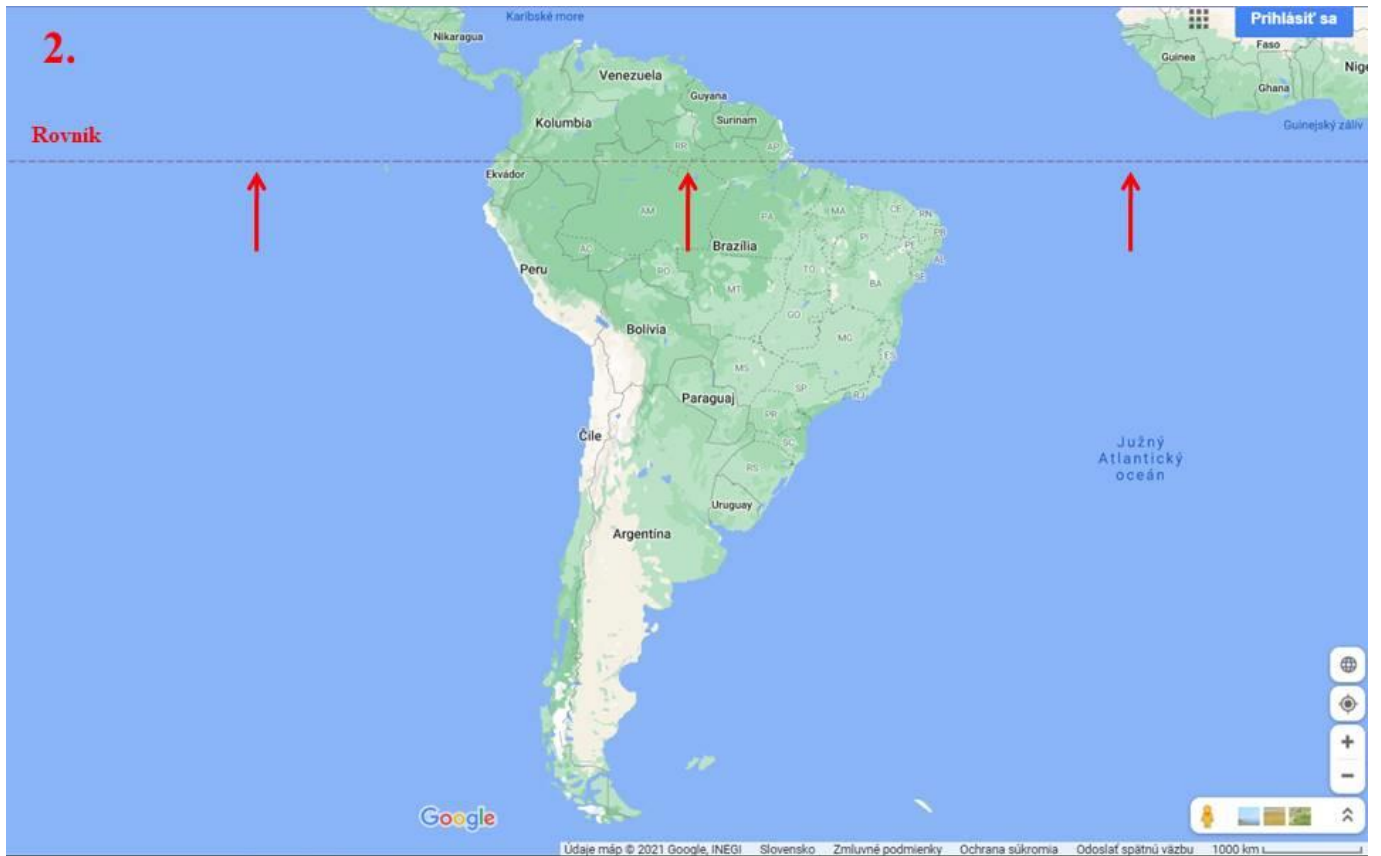 Karibské more
Prihlásiť sa
2.
Nikaragua
Faso
Guinea
Nige
Venezuela
Ghana
Guyana
Kolumbia
Surinam
Guinejský záliv
Rovník
RR
AP
Ekvádor
AM
PA
MA
CE
RN
PB
PI
PE
Brazília
AC
AL
Peru
RO
TO
SE
MT
BA
GO
Bolívia
MG
ES
MS
SP
RJ
Paraguaj
PR
Čile
SC
Južný
Atlantický
oceán
RS
Uruguay
Argentína
Google
Údaje máp © 2021 Google, INEGI Slovensko Zmluvné podmienky Ochrana súkromia Odoslať spätnú väzbu 1000 km